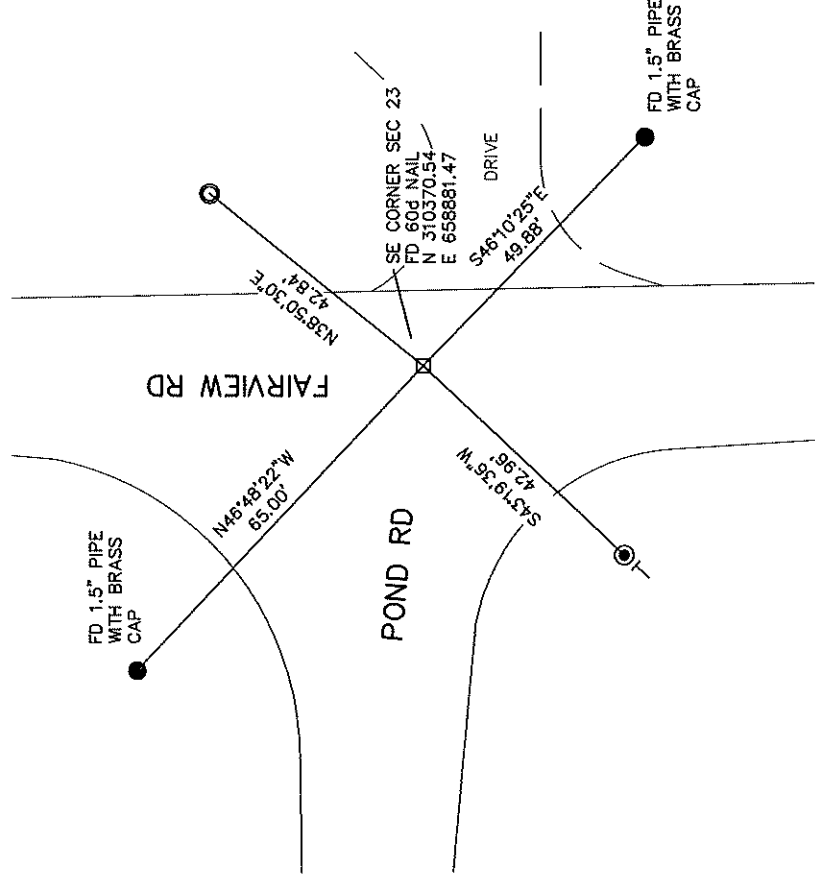 FD 1.5" PIPE
WITH BRASS
CAP
N46°48'22"W
65.00'
FAIRVIEW RD
N38°50'30"E
42.84'
SE CORNER SEC 23
FD 60d NAIL
N 310370.54
E 658881.47
DRIVE
FD 1.5" PIPE
WITH BRASS
CAP
S46°10'25"E
49.88'
POND RD
S43°19'36"W
42.96'
T